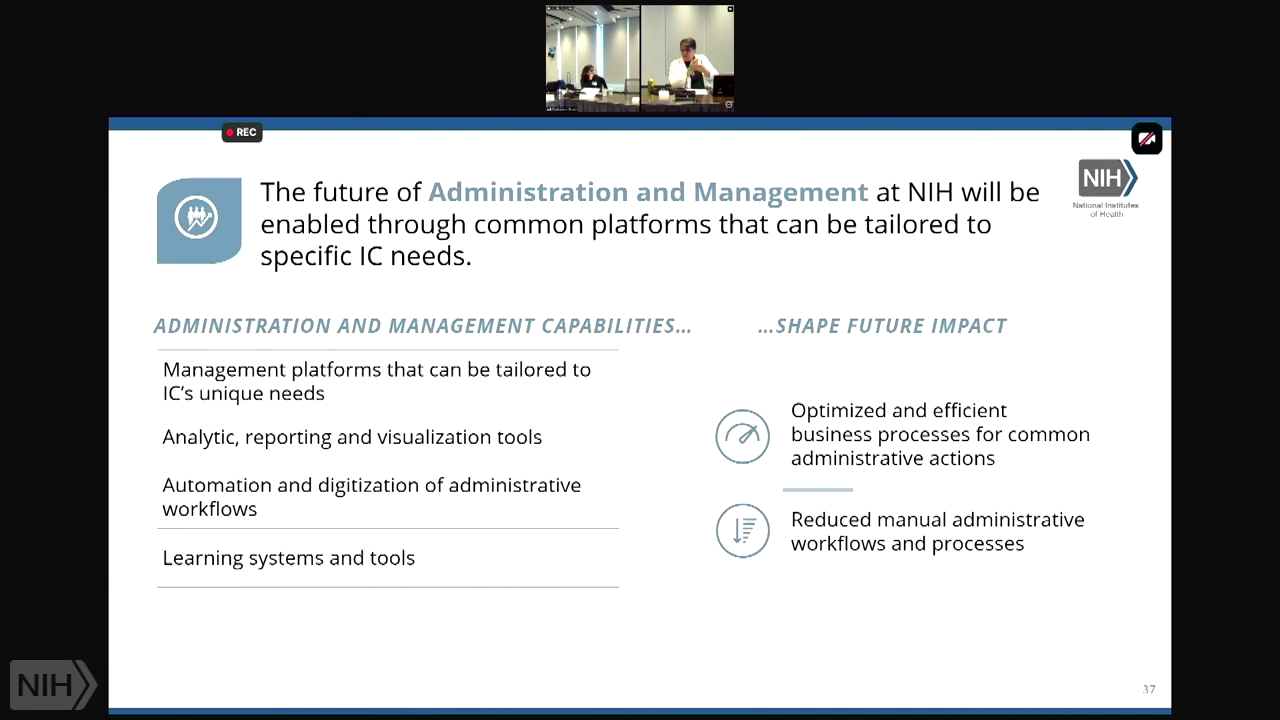 REC
The future of Administration and Management at NIH will be
enabled through common platforms that can be tailored to
specific IC needs.
NIH
National Institutes
of Health
ADMINISTRATION AND MANAGEMENT CAPABILITIES...
...SHAPE FUTURE IMPACT
Management platforms that can be tailored to
IC's unique needs
Analytic, reporting and visualization tools
Automation and digitization of administrative
workflows
Learning systems and tools
Optimized and efficient
business processes for common
administrative actions
Reduced manual administrative
workflows and processes
NIH
37